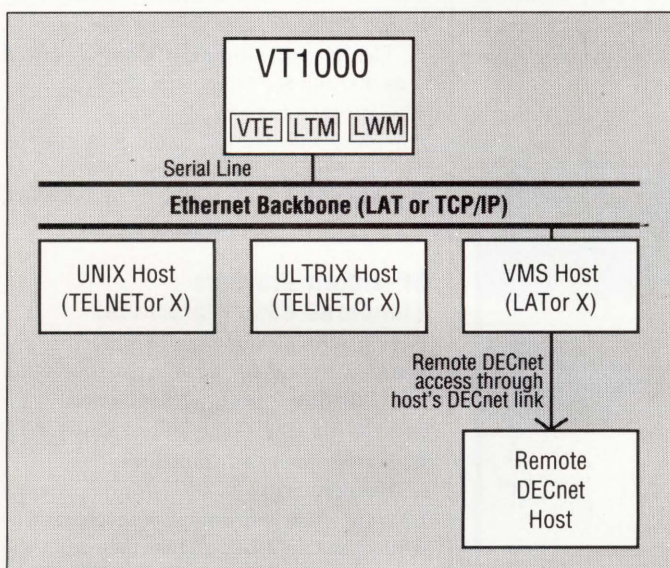 VT1000
VTE LTM LWM
Serial Line
Ethernet Backbone (LAT or TCP/IP)
UNIX Host
(TELNETor X)
ULTRIX Host
(TELNETor X)
VMS Host
(LATor X)
Remote DECnet
access through
host's DECnet link
Remote
DECnet
Host